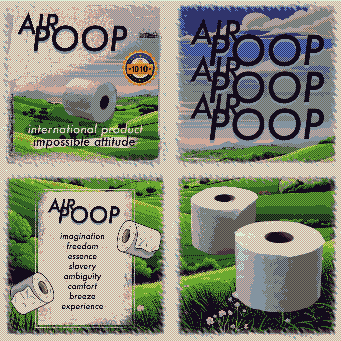 AIR
POOP
1010
international product
impossible attitude
AIR
POOP
AIR
POOP
AIR
POOP
AIR
POOP
imagination
freedom
essence
slavery
ambiguity
comfort
breeze
experience